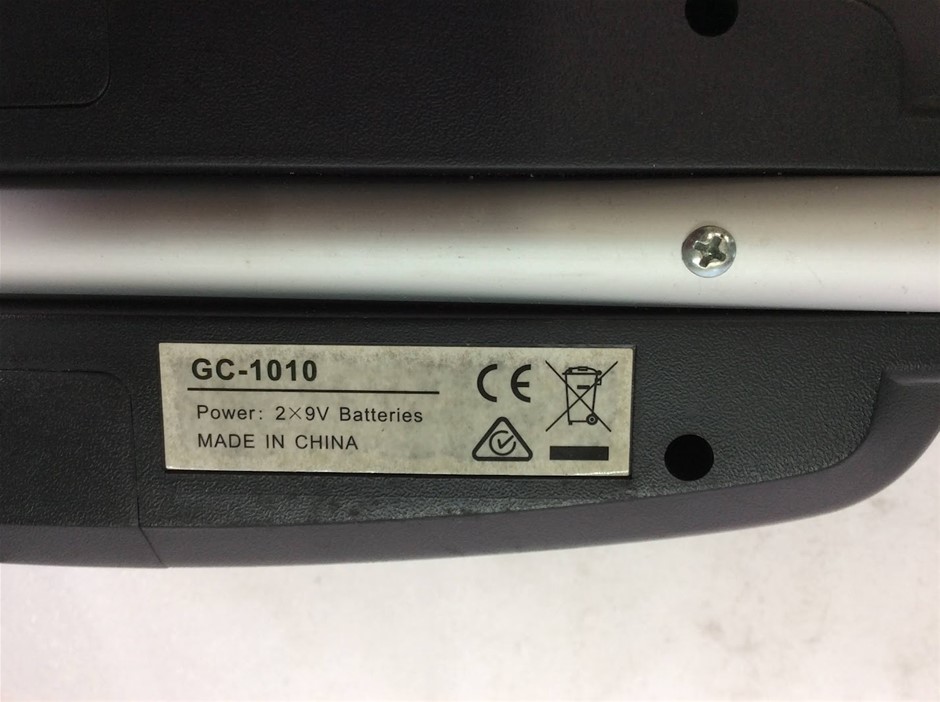 GC-1010
Power: 2×9V Batteries
MADE IN CHINA
CE